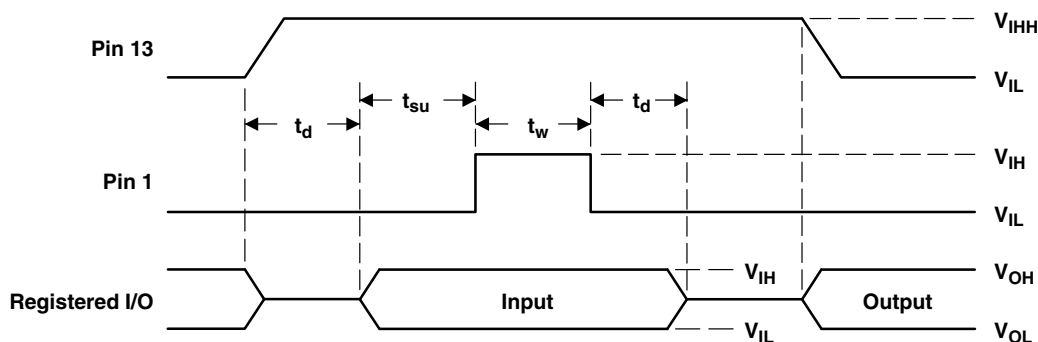 Pin 13
V_IHH
V_IL
t_d
t_su
t_w
t_d
Pin 1
V_IH
V_IL
Registered I/O
Input
V_IH
V_IL
Output
V_OH
V_OL